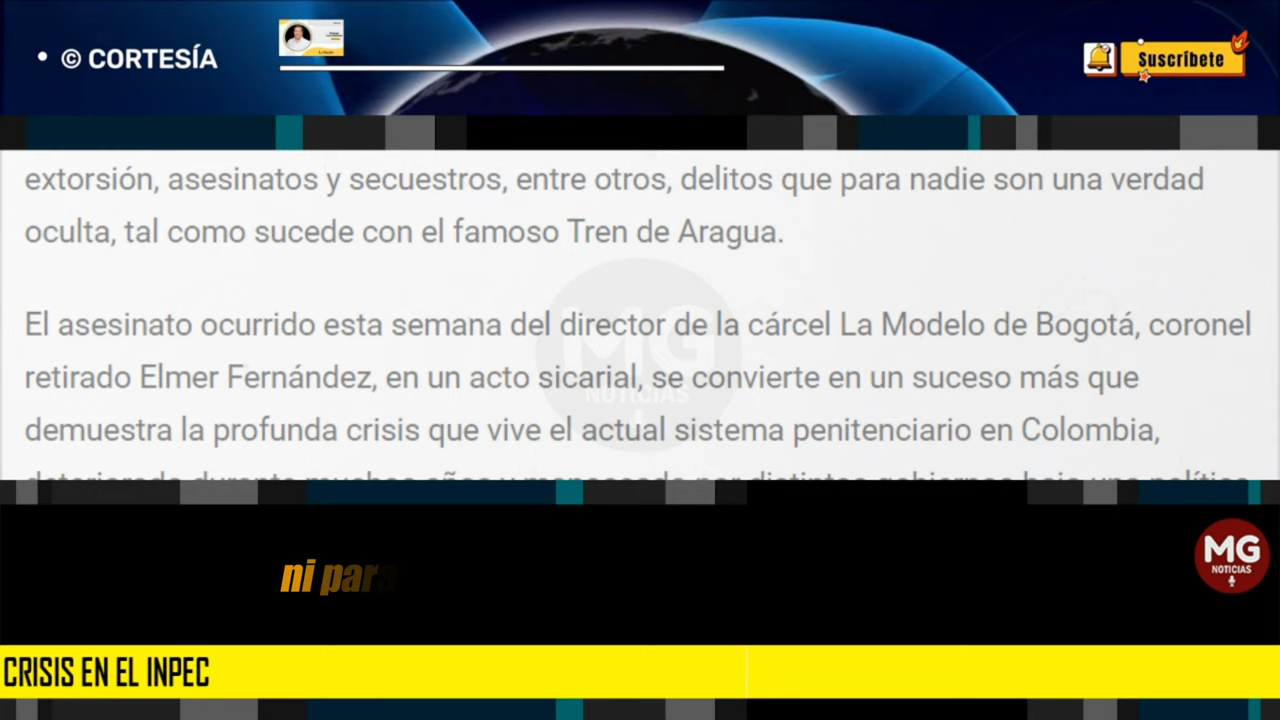 • © CORTESÍA
Suscríbete
extorsión, asesinatos y secuestros, entre otros, delitos que para nadie son una verdad
oculta, tal como sucede con el famoso Tren de Aragua.
El asesinato ocurrido esta semana del director de la cárcel La Modelo de Bogotá, coronel
retirado Elmer Fernández, en un acto sicarial, se convierte en un suceso más que
demuestra la profunda crisis que vive el actual sistema penitenciario en Colombia,
MG
NOTICIAS
ni para
MG
NOTICIAS
CRISIS EN EL INPEC